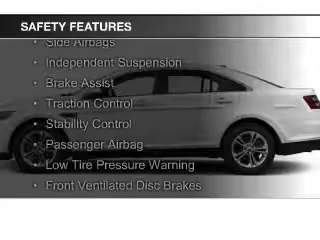 SAFETY FEATURES
• Side Airbags
• Independent Suspension
• Brake Assist
• Traction Control
• Stability Control
• Passenger Airbag
• Low Tire Pressure Warning
• Front Ventilated Disc Brakes